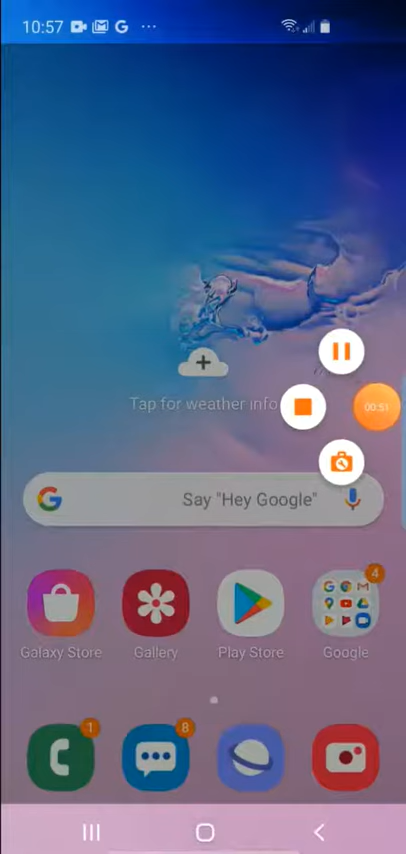 10:57
Tap for weather info
00:51
Say "Hey Google"
4
Galaxy Store
Gallery
Play Store
Google
1
8